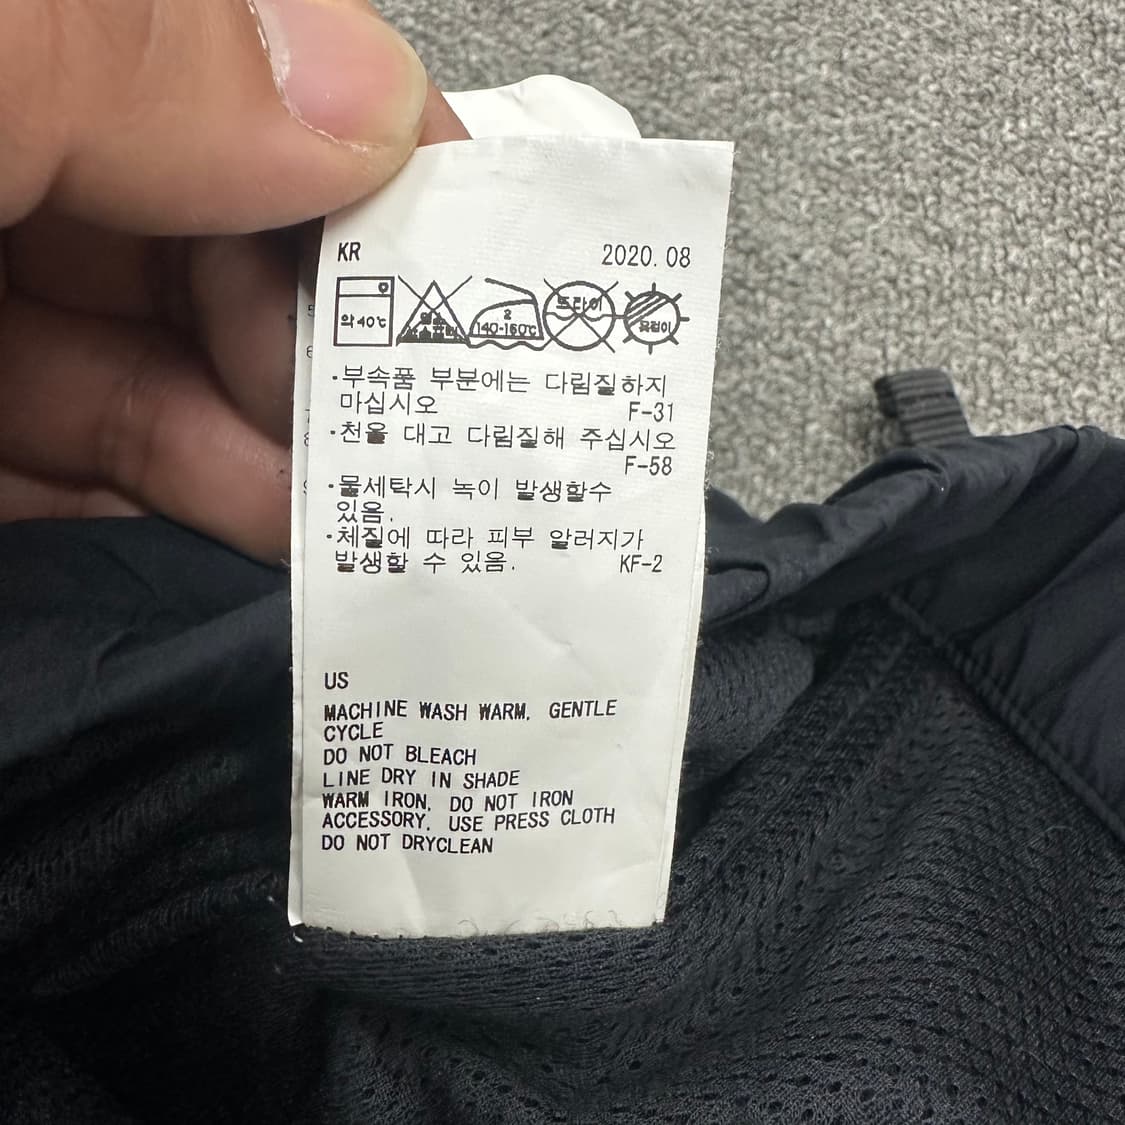 KR 2020.08
약 40℃
2
140-160℃
드라이
옷걸이
·부속품 부분에는 다림질하지
마십시오 F-31
·천을 대고 다림질해 주십시오
F-58
·물세탁시 녹이 발생할수
있음.
·체질에 따라 피부 알러지가
발생할 수 있음. KF-2
US
MACHINE WASH WARM, GENTLE
CYCLE
DO NOT BLEACH
LINE DRY IN SHADE
WARM IRON, DO NOT IRON
ACCESSORY, USE PRESS CLOTH
DO NOT DRYCLEAN